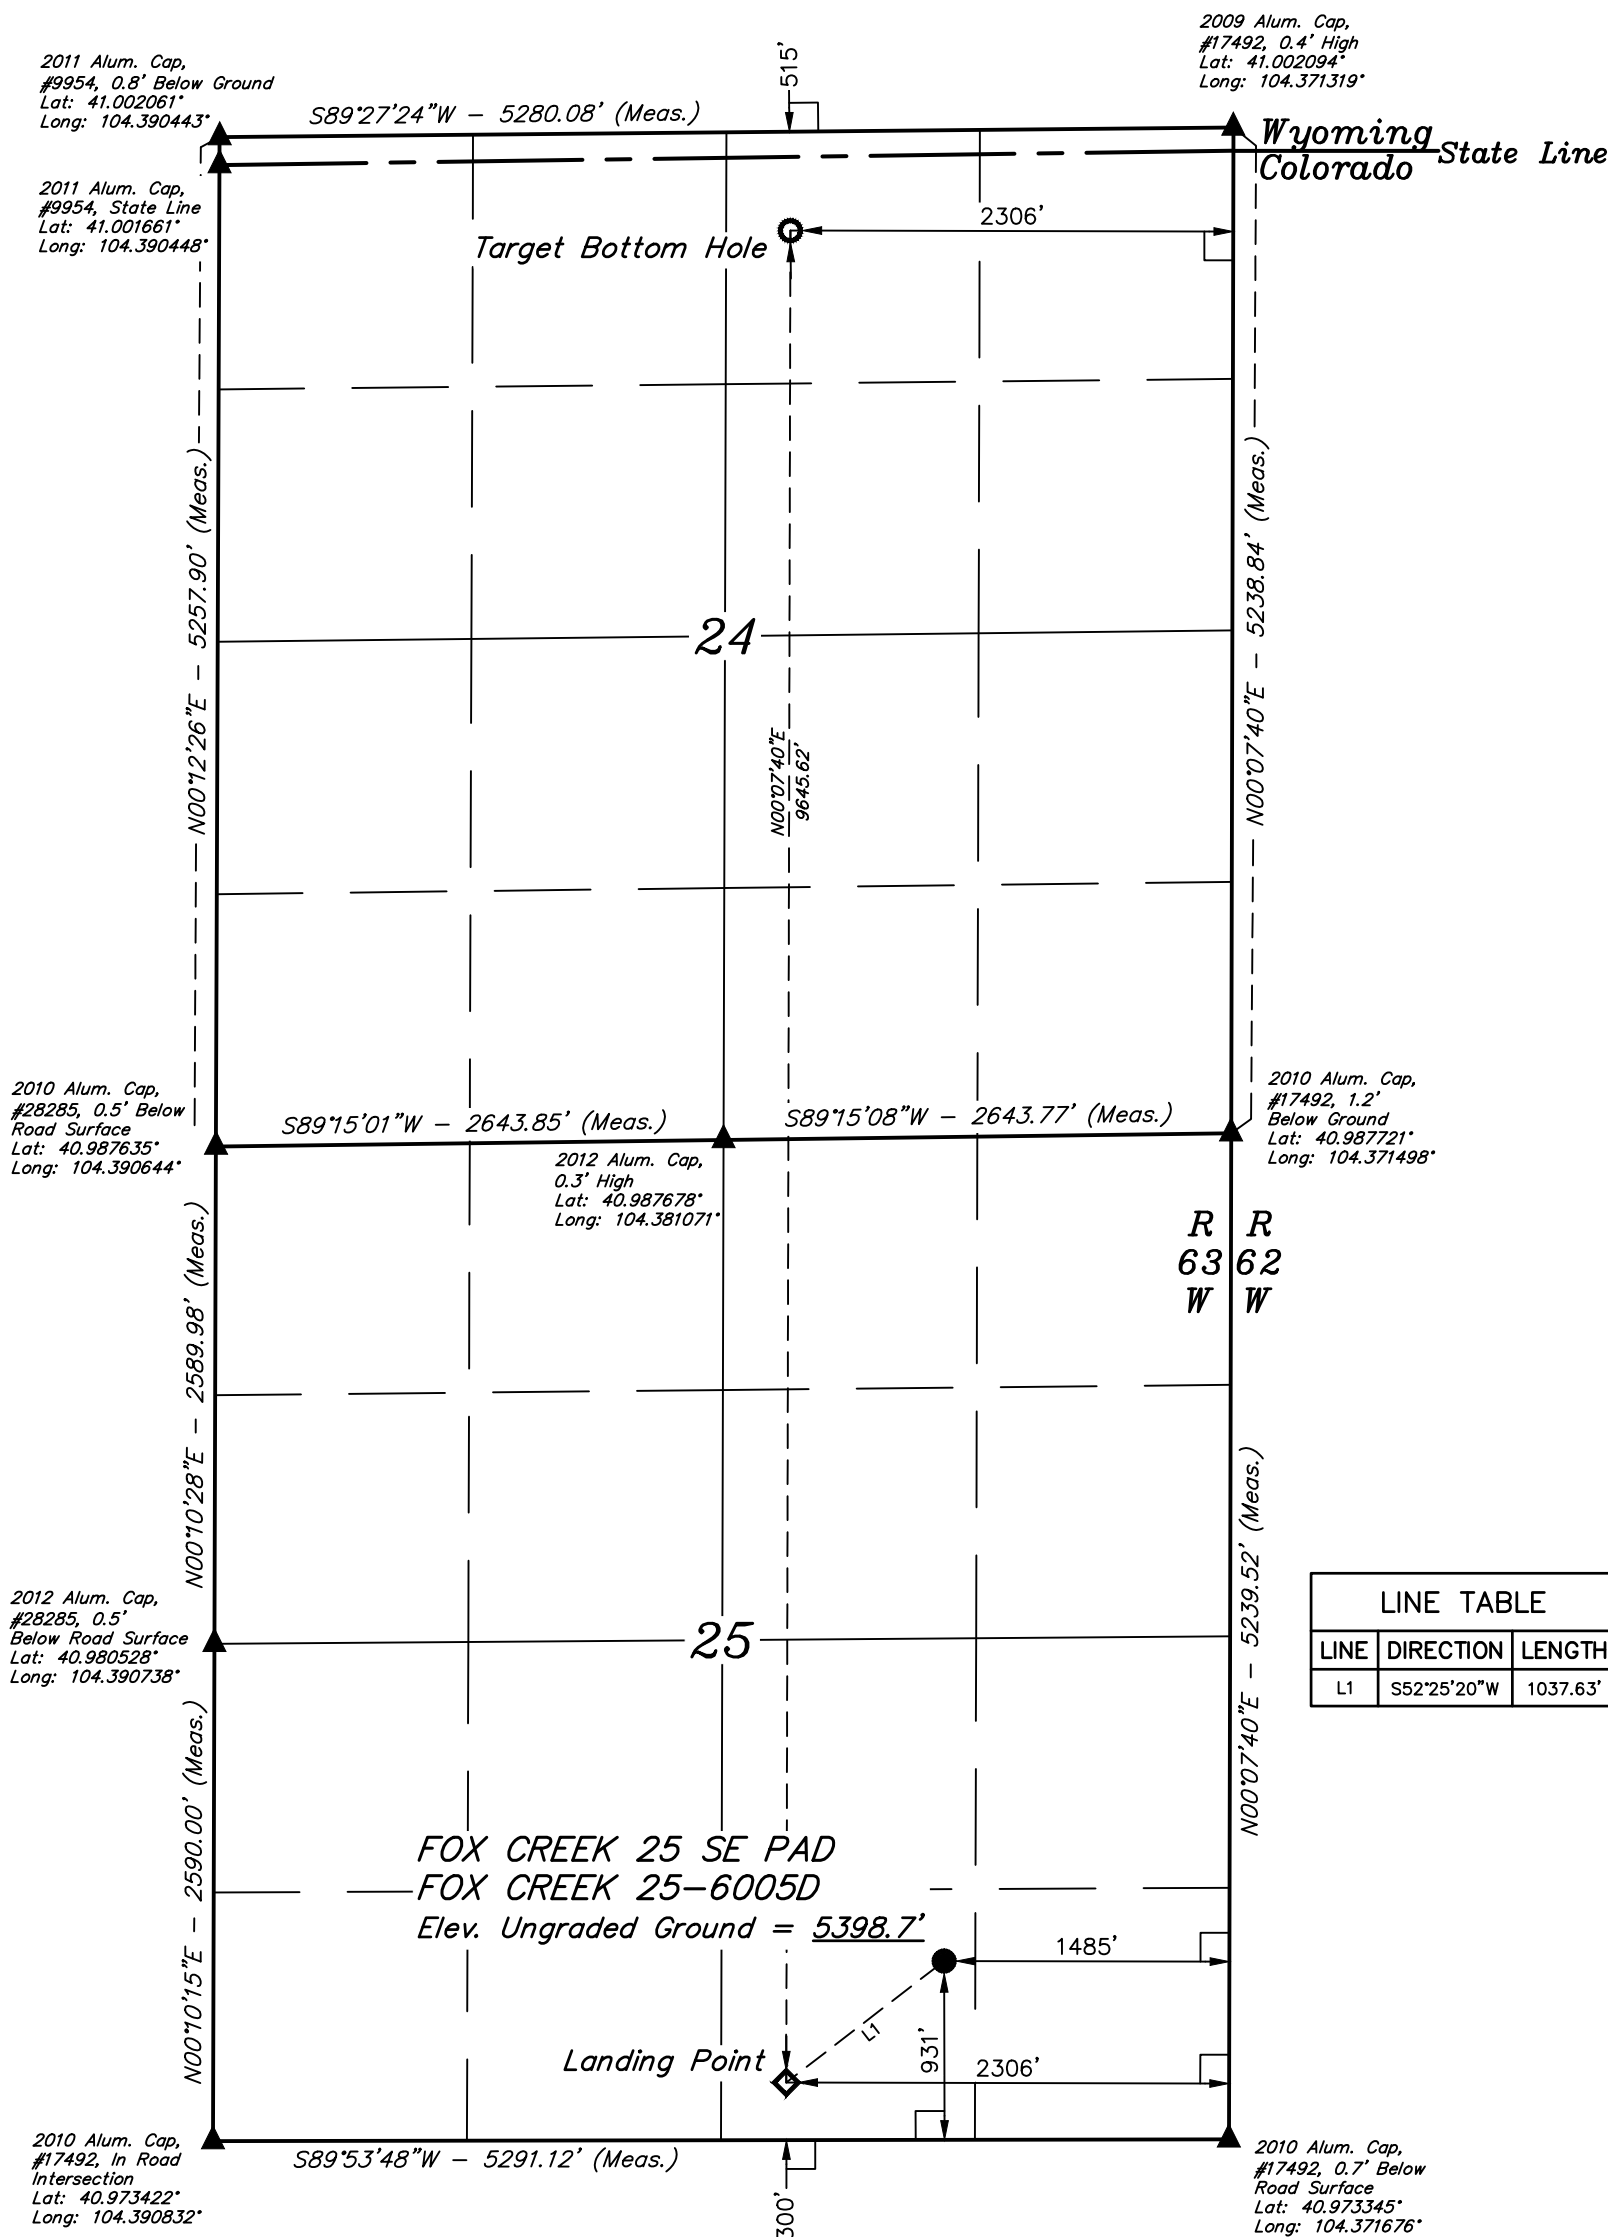 2009 Alum. Cap,
#17492, 0.4' High
Lat: 41.002094°
Long: 104.371319°
2011 Alum. Cap,
#9954, 0.8' Below Ground
Lat: 41.002061°
Long: 104.390443°
515'
S89°27'24"W - 5280.08' (Meas.)
Wyoming
Colorado
State Line
2011 Alum. Cap,
#9954, State Line
Lat: 41.001661°
Long: 104.390448°
2306'
Target Bottom Hole
N00°12'26"E - 5257.90' (Meas.)
N00°07'40"E - 5238.84' (Meas.)
24
N00°07'40"E
9645.62'
2010 Alum. Cap,
#28285, 0.5' Below
Road Surface
Lat: 40.987635°
Long: 104.390644°
S89°15'01"W - 2643.85' (Meas.)
S89°15'08"W - 2643.77' (Meas.)
2010 Alum. Cap,
#17492, 1.2'
Below Ground
Lat: 40.987721°
Long: 104.371498°
2012 Alum. Cap,
0.3' High
Lat: 40.987678°
Long: 104.381071°
R R
63 62
W W
N00°10'28"E - 2589.98' (Meas.)
N00°07'40"E - 5239.52' (Meas.)
2012 Alum. Cap,
#28285, 0.5'
Below Road Surface
Lat: 40.980528°
Long: 104.390738°
25
LINE TABLE
LINE DIRECTION LENGTH
L1 S52°25'20"W 1037.63'
N00°10'15"E - 2590.00' (Meas.)
FOX CREEK 25 SE PAD
FOX CREEK 25-6005D
Elev. Ungraded Ground = 5398.7'
1485'
L1
931'
Landing Point
2306'
2010 Alum. Cap,
#17492, In Road
Intersection
Lat: 40.973422°
Long: 104.390832°
S89°53'48"W - 5291.12' (Meas.)
300'
2010 Alum. Cap,
#17492, 0.7' Below
Road Surface
Lat: 40.973345°
Long: 104.371676°